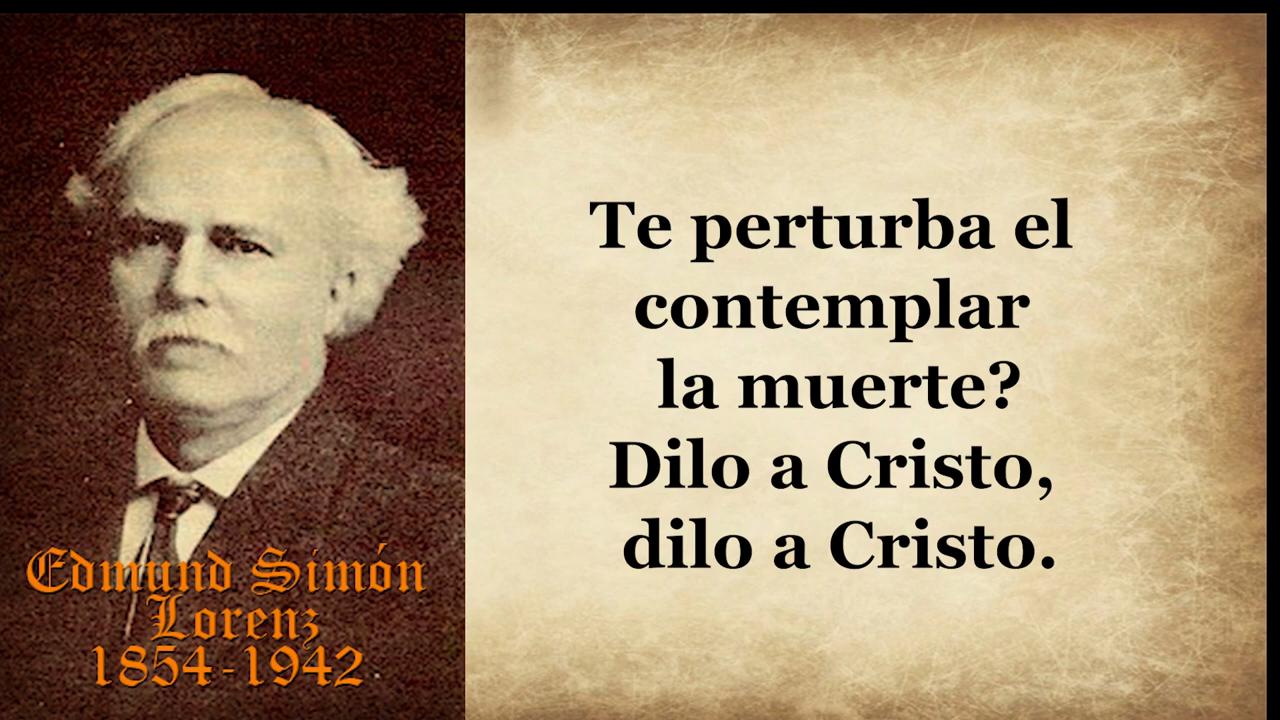 Edmund Simón
Lorenz
1854-1942
Te perturba el
contemplar
la muerte?
Dilo a Cristo,
dilo a Cristo.